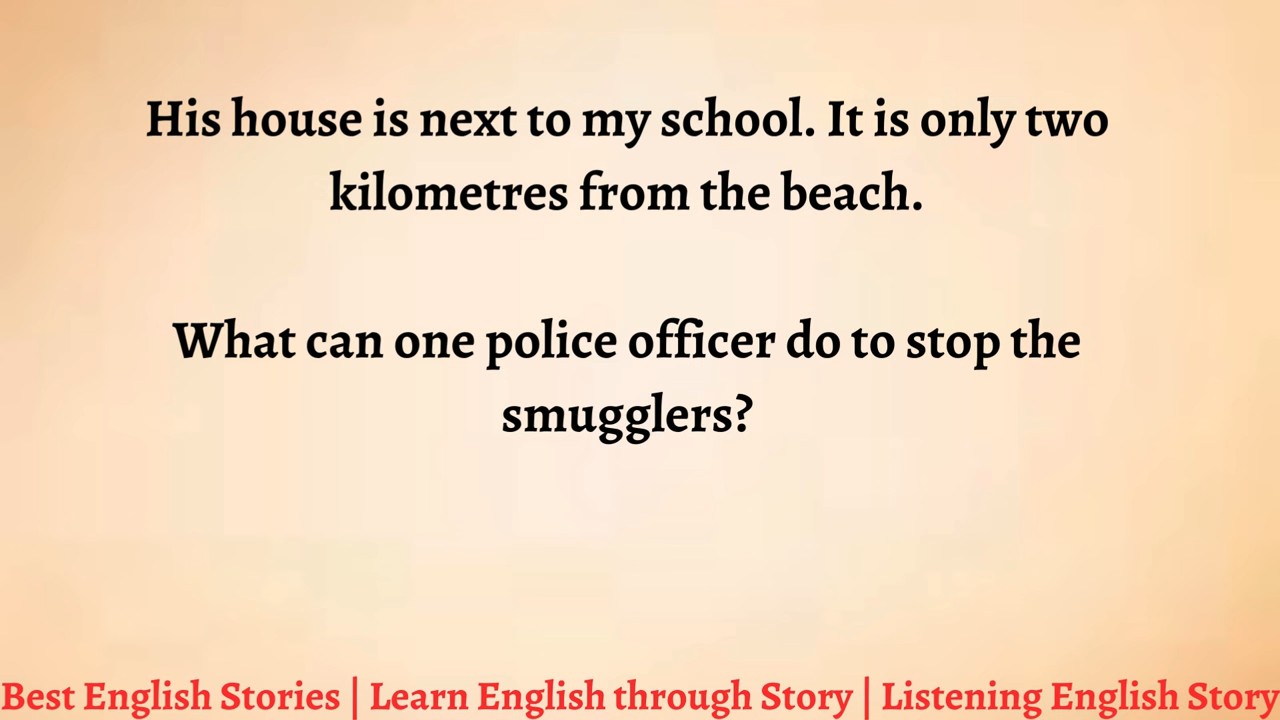 His house is next to my school. It is only two
kilometres from the beach.
What can one police officer do to stop the
smugglers?
Best English Stories | Learn English through Story | Listening English Story